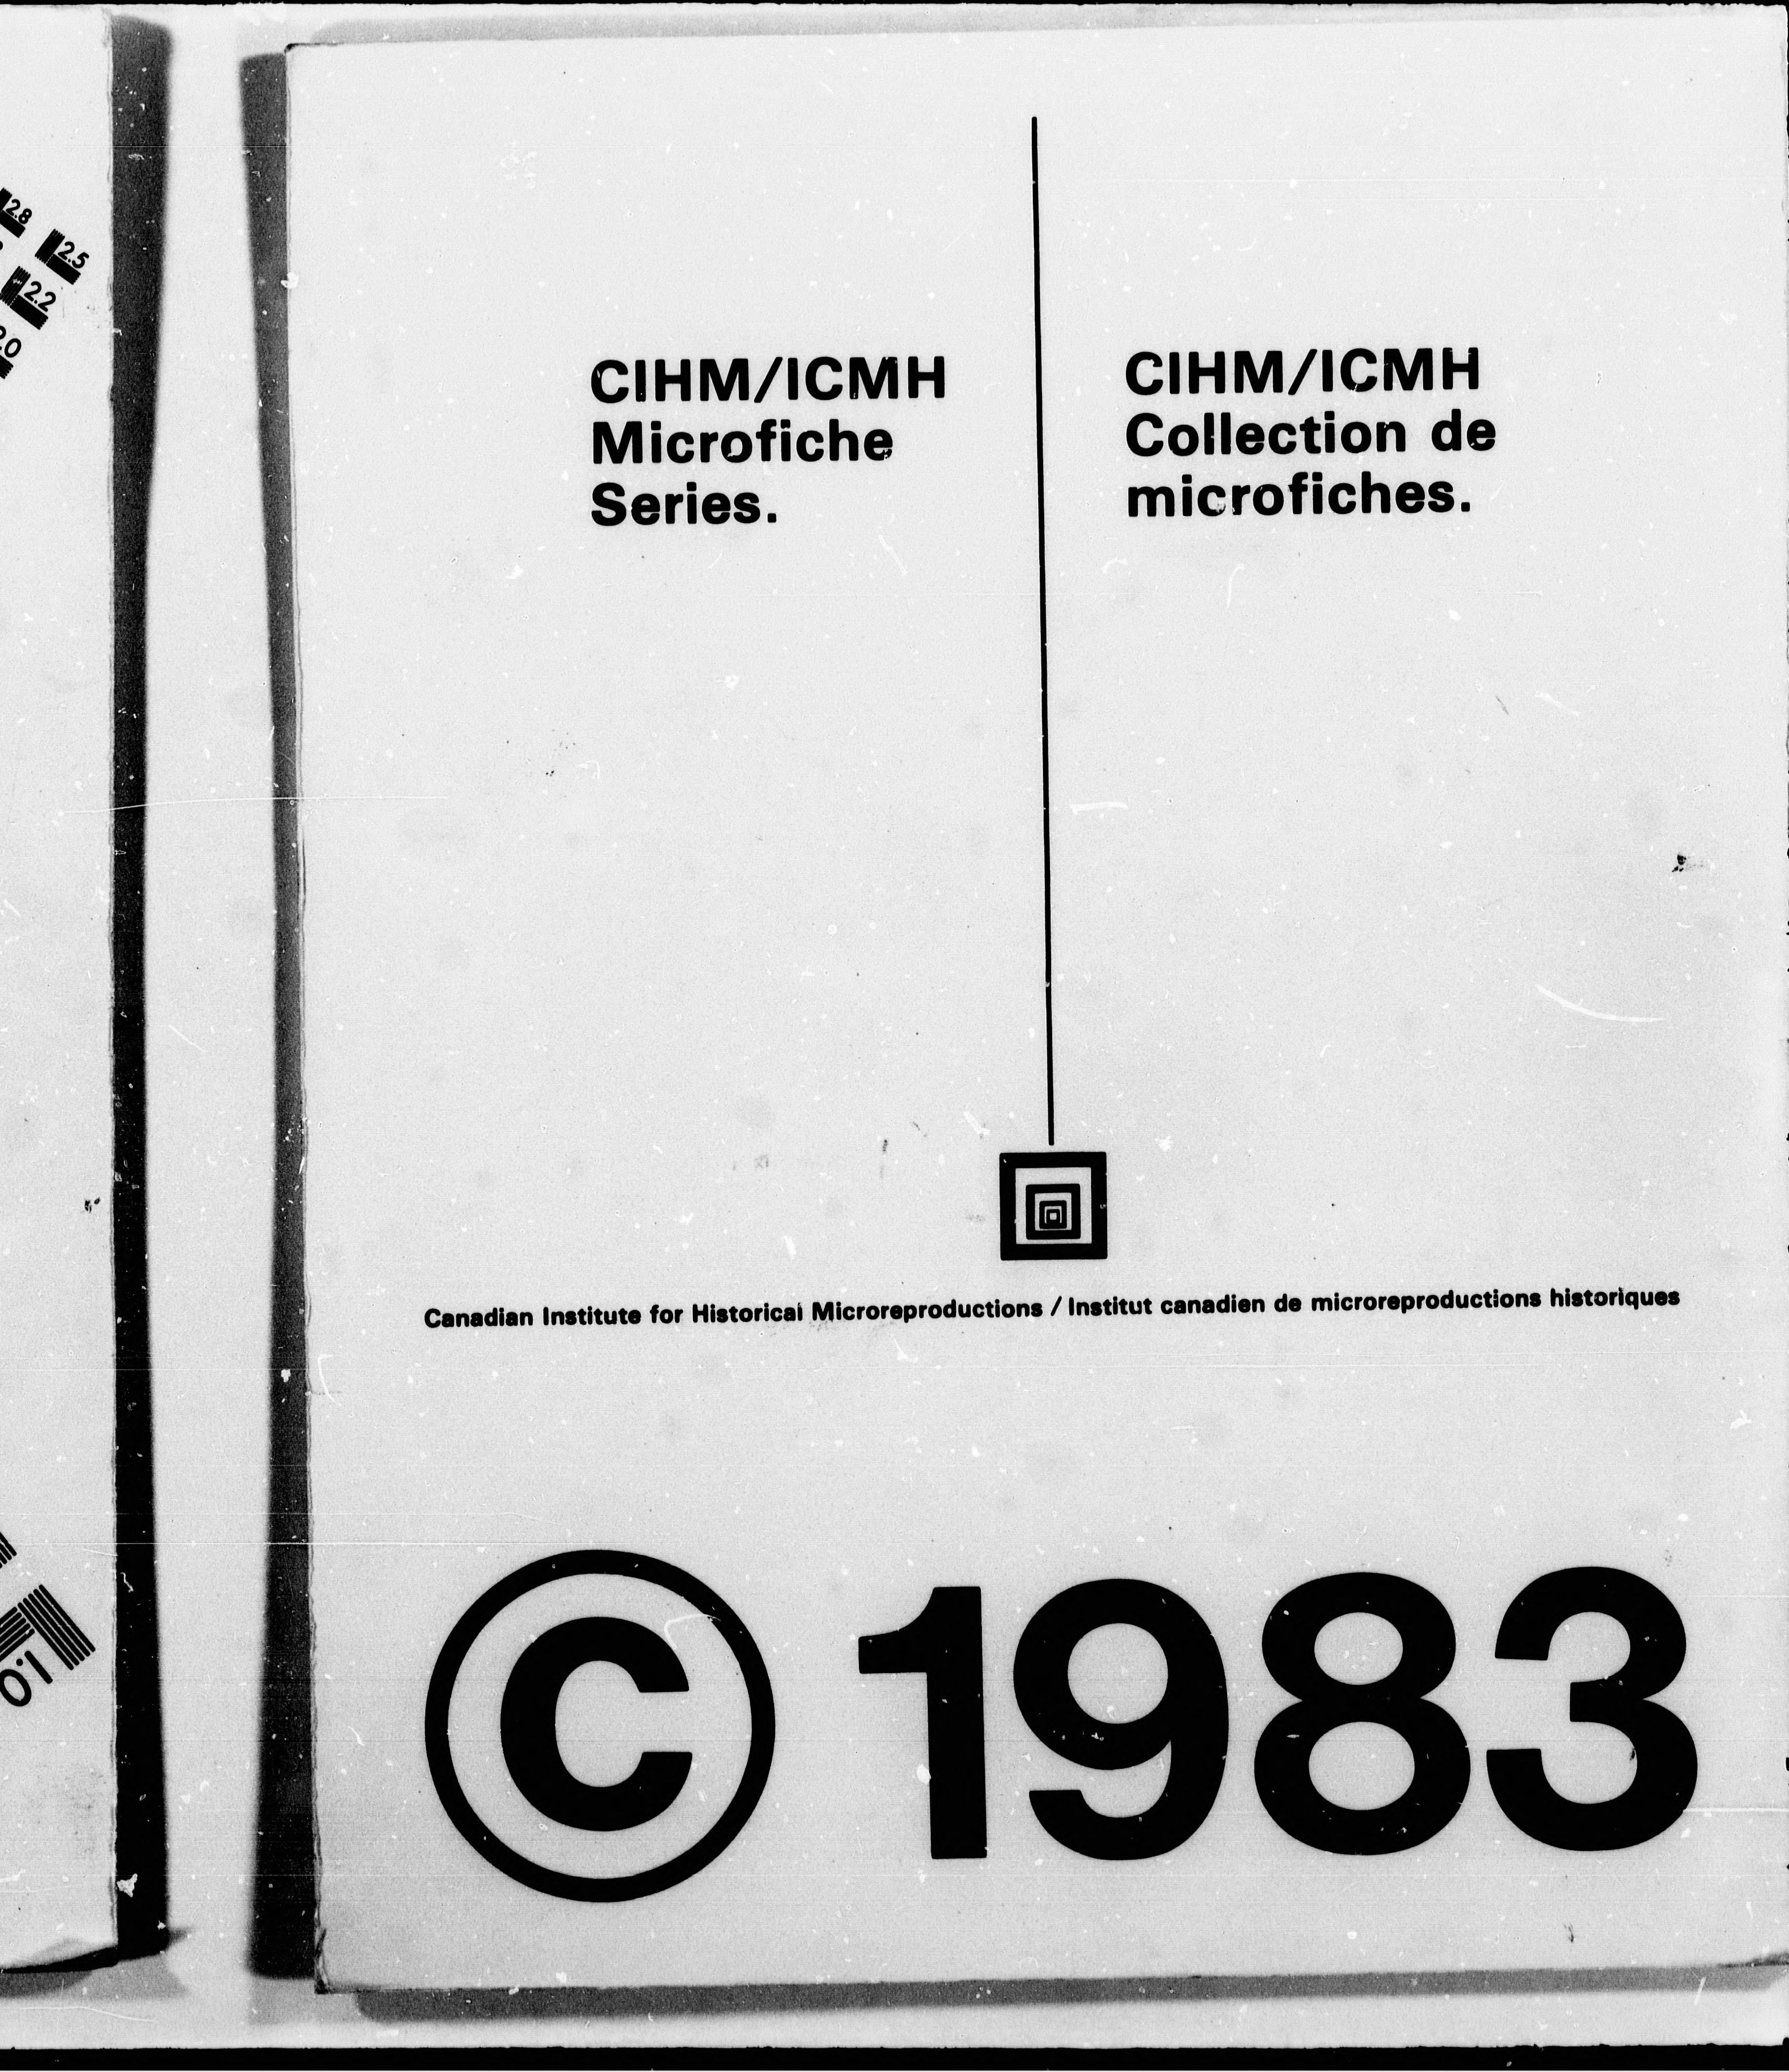 2.8
2.5
2.2
2.0
1.0
CIHM/ICMH
Microfiche
Series.
CIHM/ICMH
Collection de
microfiches.
Canadian Institute for Historical Microreproductions / Institut canadien de microreproductions historiques
© 1983